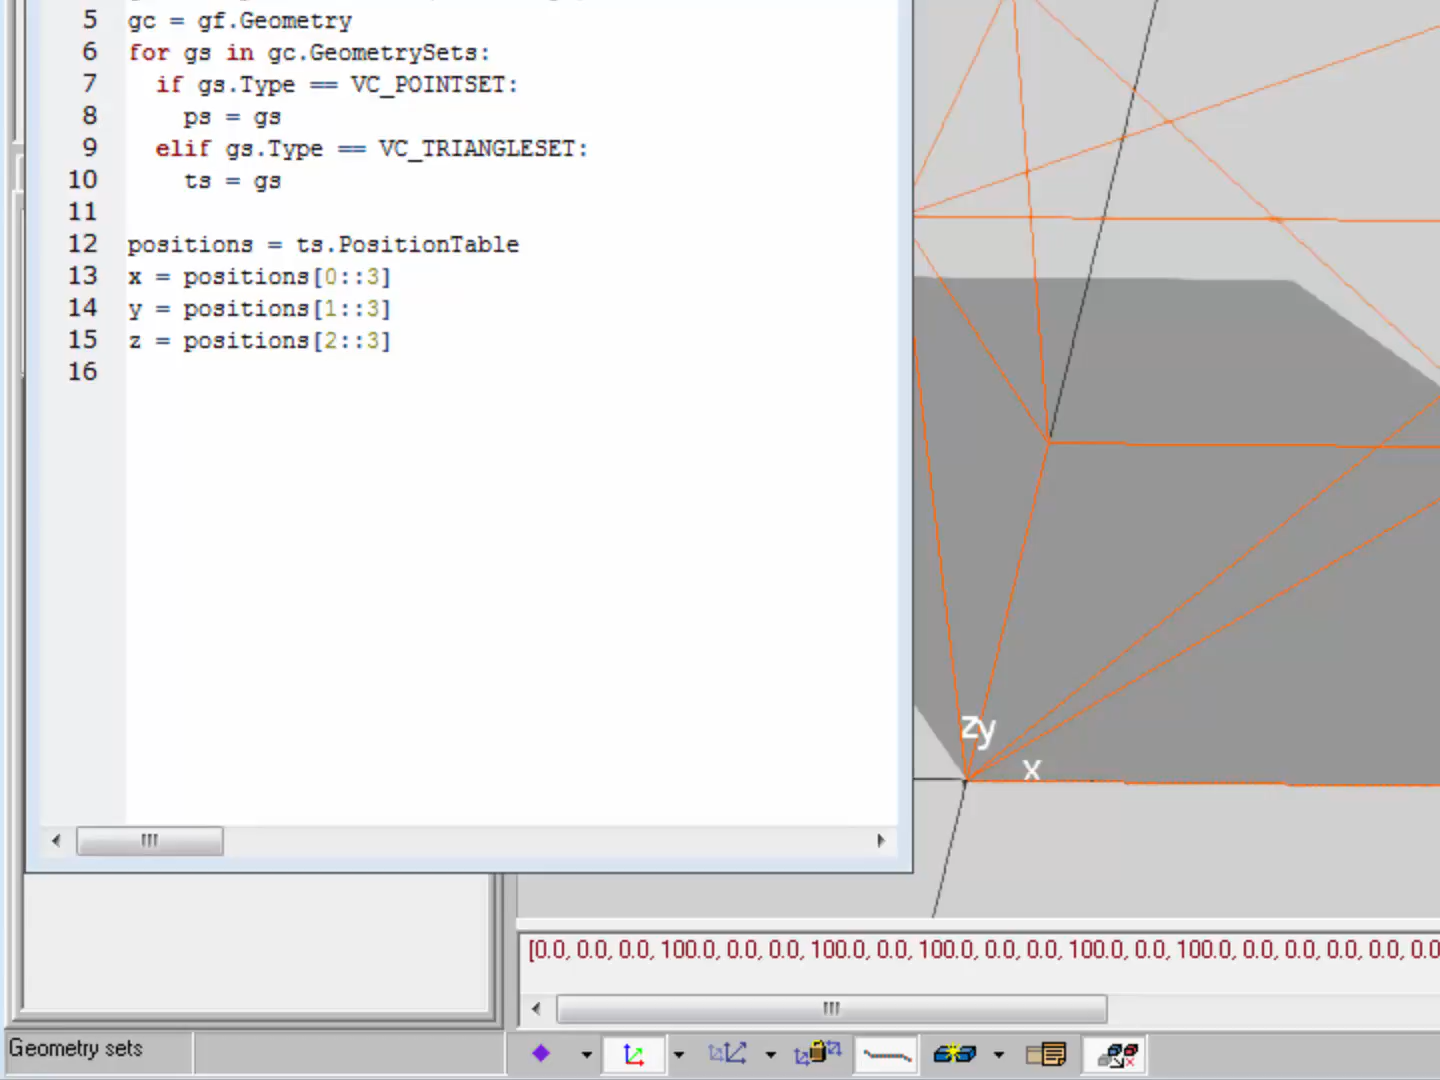 5 gc = gf.Geometry
6 for gs in gc.GeometrySets:
7 if gs.Type == VC_POINTSET:
8 ps = gs
9 elif gs.Type == VC_TRIANGLESET:
10 ts = gs
11
12 positions = ts.PositionTable
13 x = positions[0::3]
14 y = positions[1::3]
15 z = positions[2::3]
16
zy
x
[0.0, 0.0, 0.0, 100.0, 0.0, 0.0, 100.0, 0.0, 100.0, 0.0, 0.0, 100.0, 0.0, 100.0, 0.0, 0.0, 0.0, 0.0, 0.0
Geometry sets